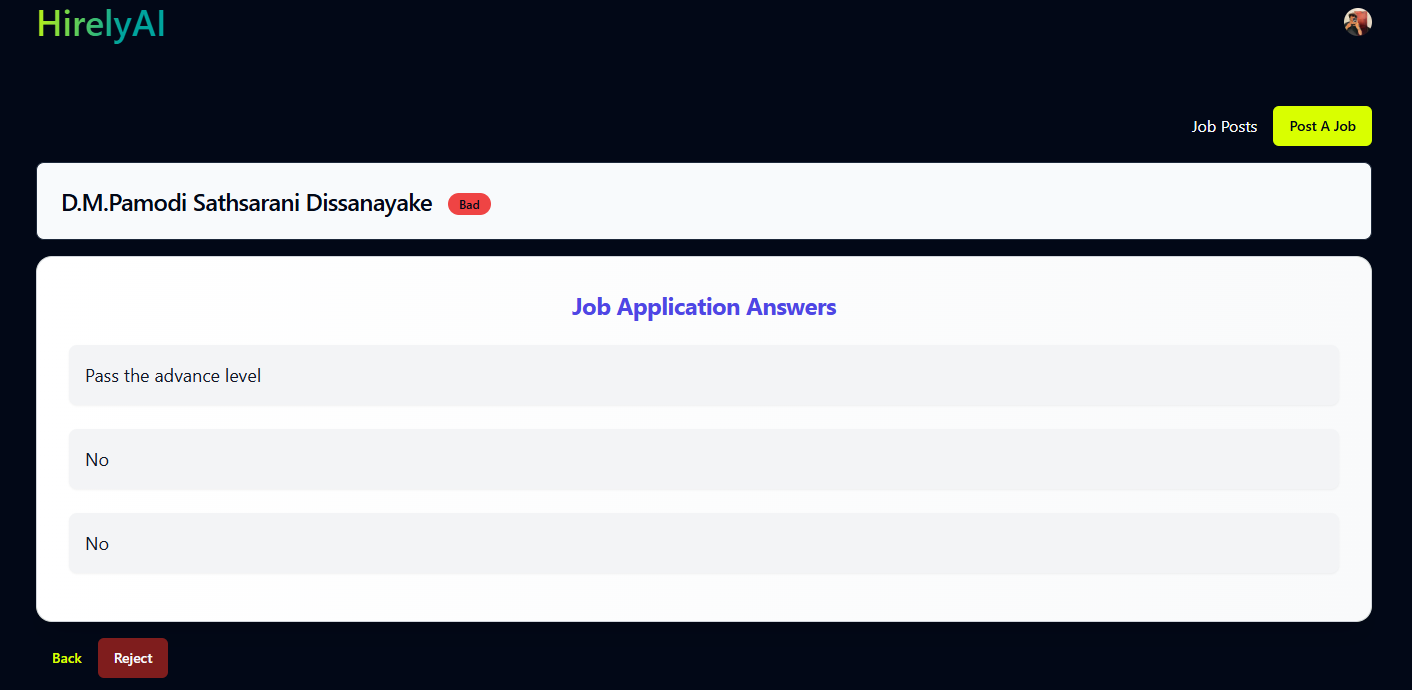 HirelyAI
Job Posts
Post A Job
D.M.Pamodi Sathsarani Dissanayake
Bad
Job Application Answers
Pass the advance level
No
No
Back
Reject